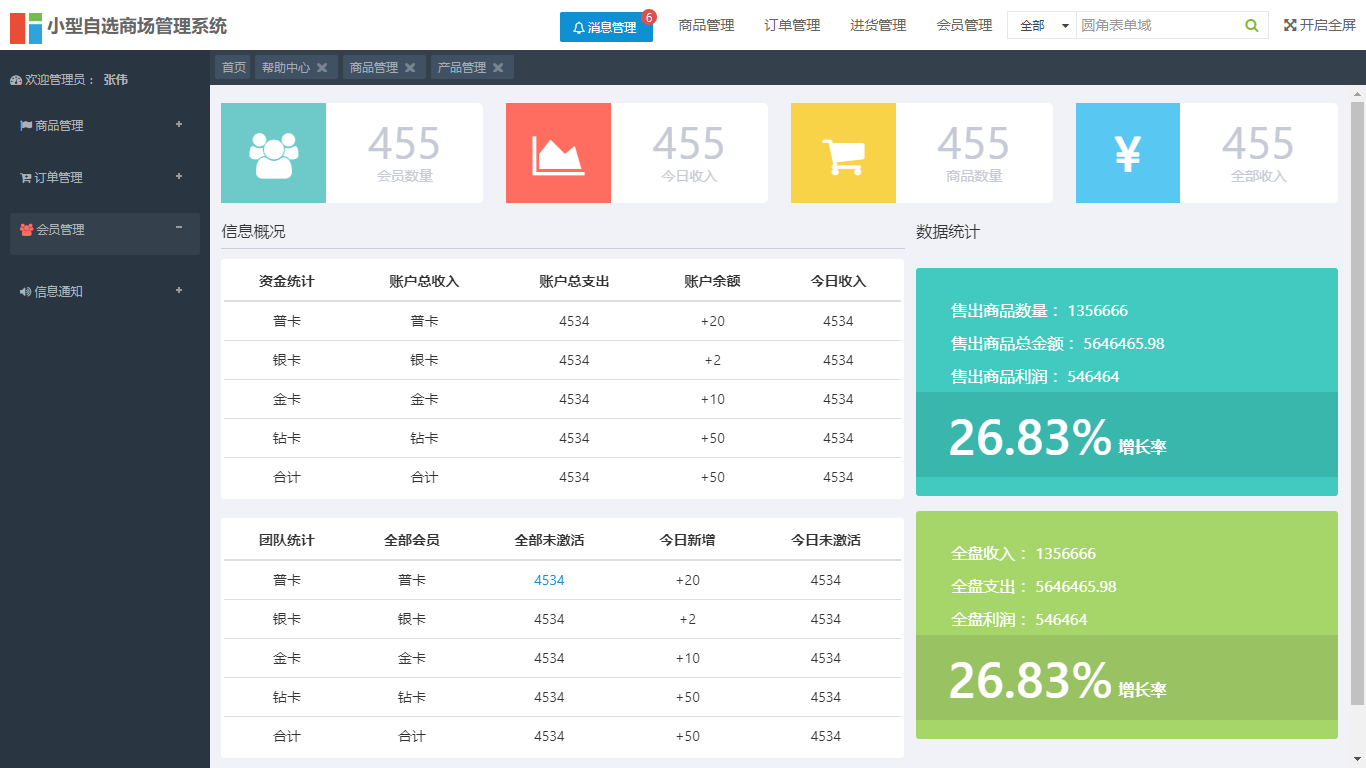 小型自选商场管理系统
消息管理 6 商品管理 订单管理 进货管理 会员管理 全部 圆角表单域 开启全屏
欢迎管理员： 张伟
商品管理 +
订单管理 +
会员管理 −
信息通知 +
首页 帮助中心 商品管理 产品管理
455
会员数量
455
今日收入
455
商品数量
¥
455
全部收入
信息概况
资金统计 账户总收入 账户总支出 账户余额 今日收入
普卡 普卡 4534 +20 4534
银卡 银卡 4534 +2 4534
金卡 金卡 4534 +10 4534
钻卡 钻卡 4534 +50 4534
合计 合计 4534 +50 4534
团队统计 全部会员 全部未激活 今日新增 今日未激活
普卡 普卡 4534 +20 4534
银卡 银卡 4534 +2 4534
金卡 金卡 4534 +10 4534
钻卡 钻卡 4534 +50 4534
合计 合计 4534 +50 4534
数据统计
售出商品数量： 1356666
售出商品总金额： 5646465.98
售出商品利润： 546464
26.83% 增长率
全盘收入： 1356666
全盘支出： 5646465.98
全盘利润： 546464
26.83% 增长率